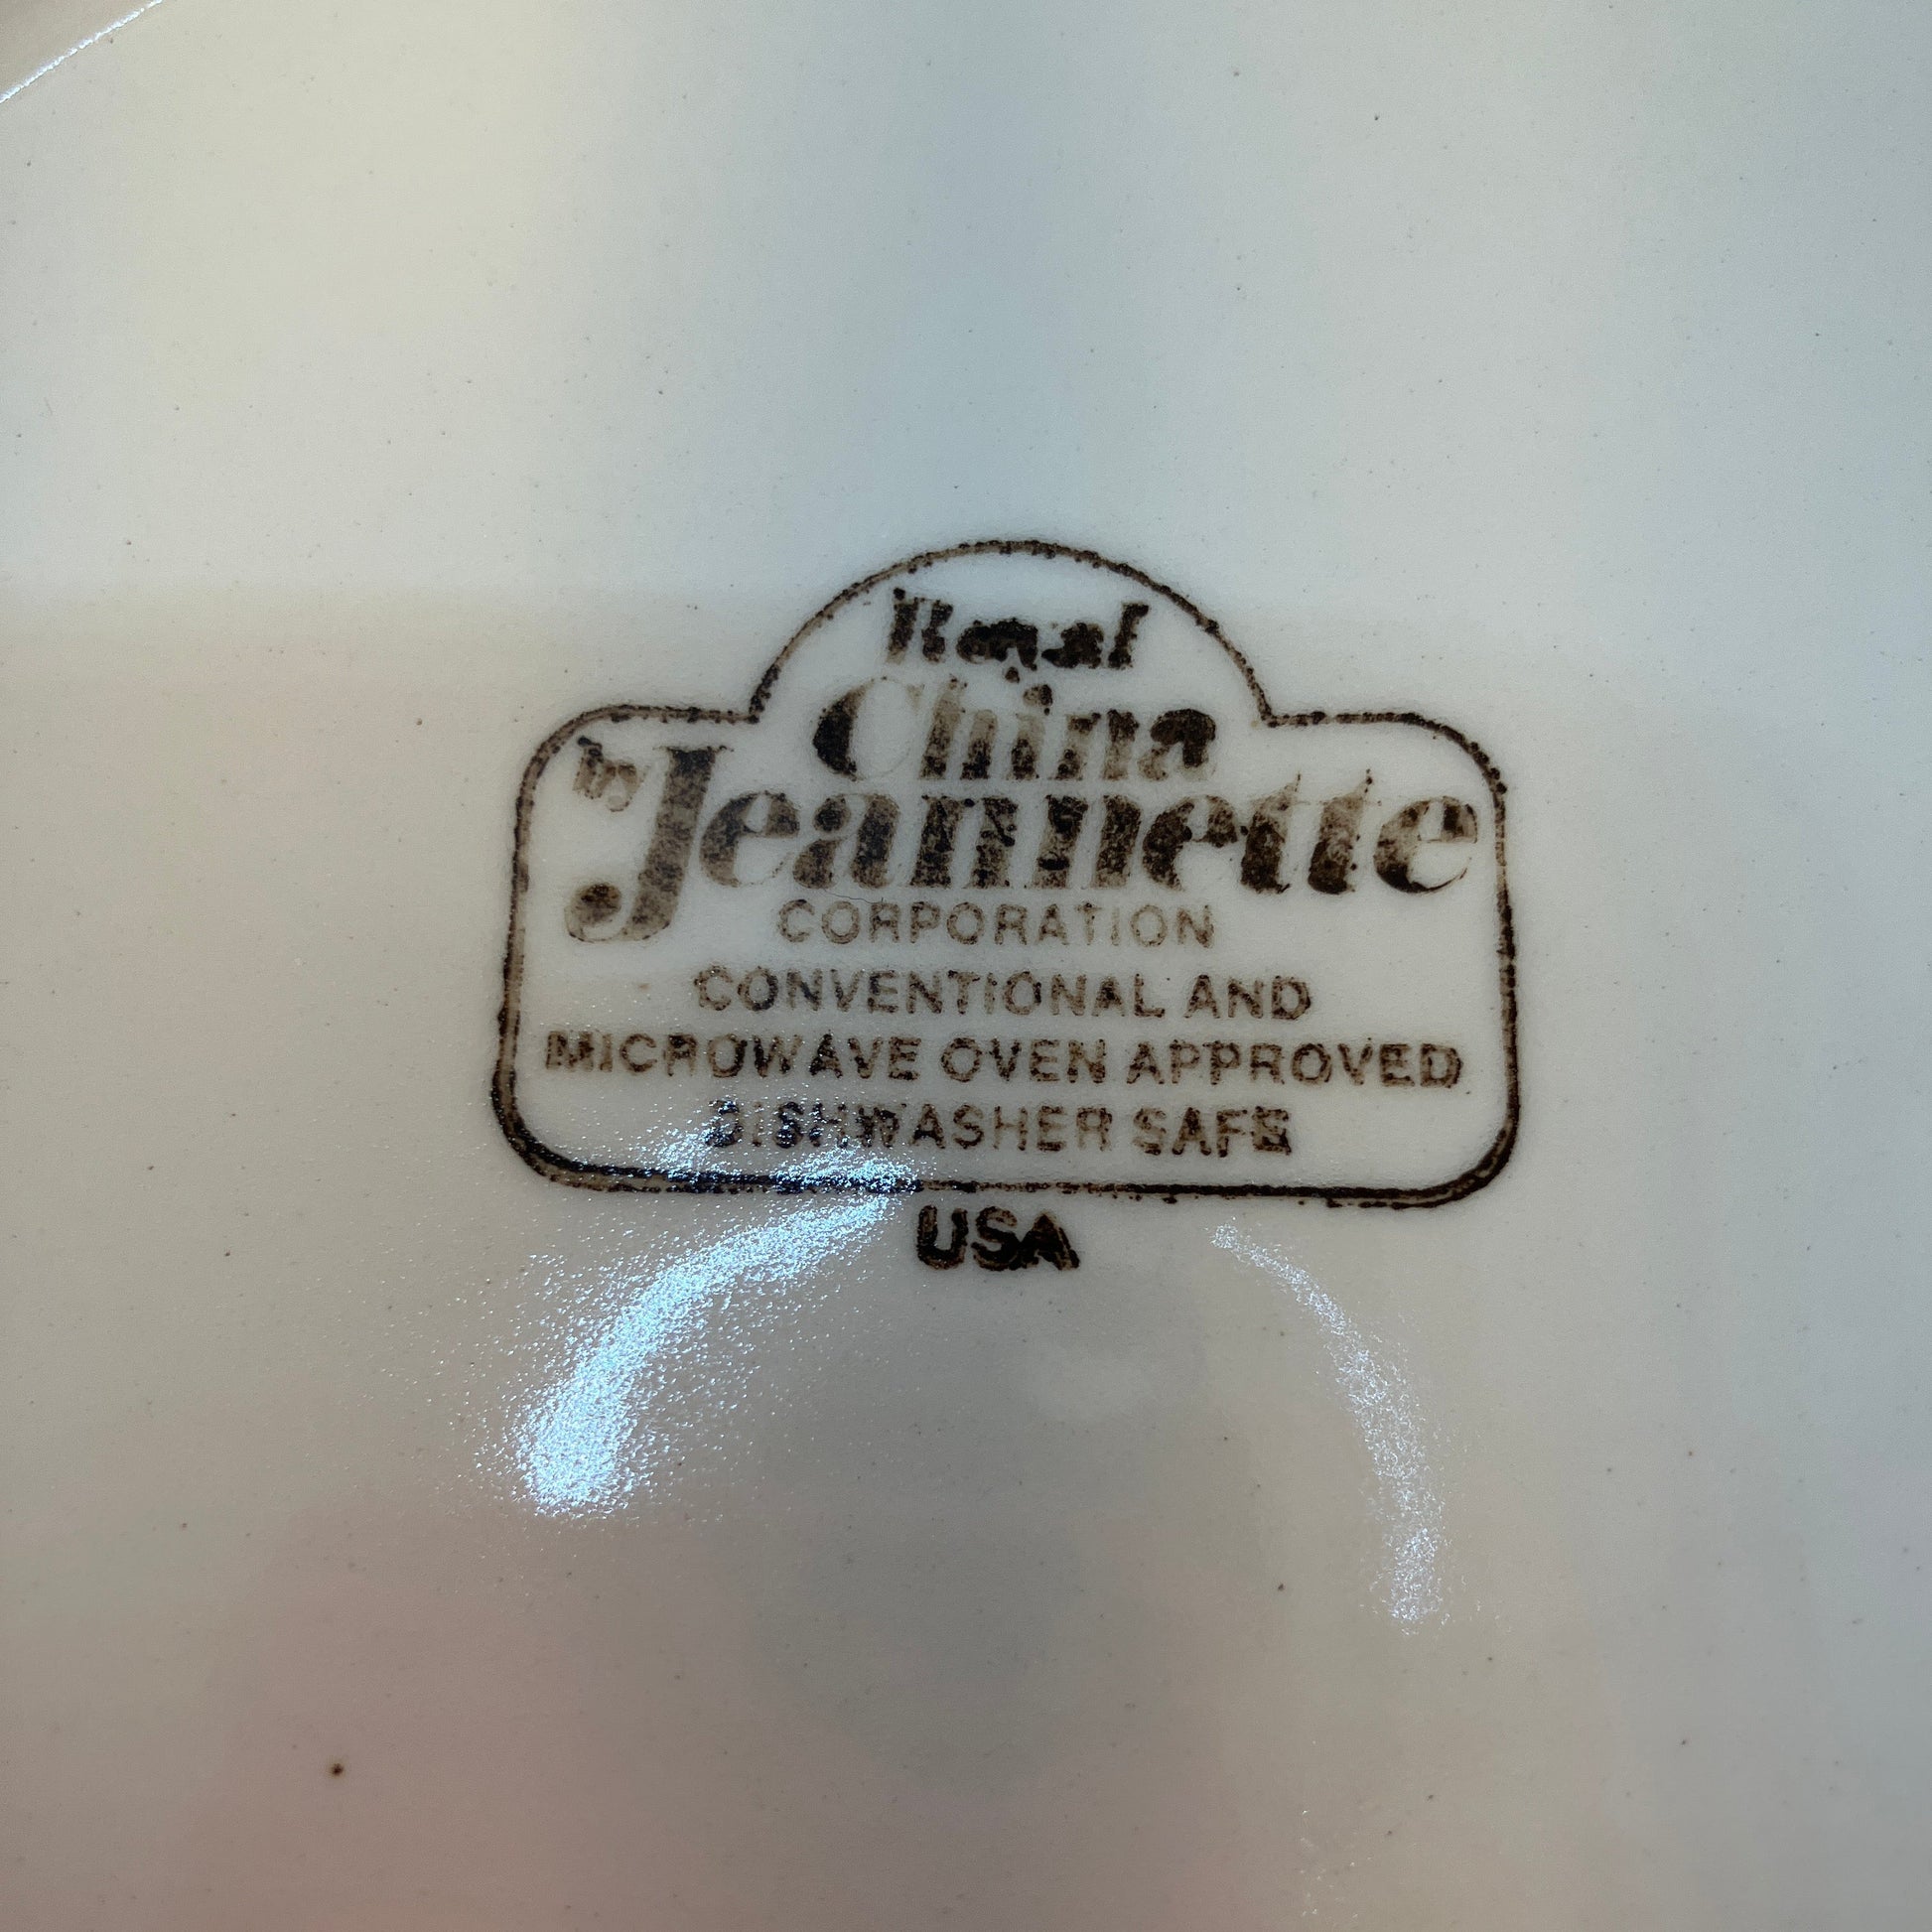 Royal
China
by Jeannette
CORPORATION
CONVENTIONAL AND
MICROWAVE OVEN APPROVED
DISHWASHER SAFE
USA